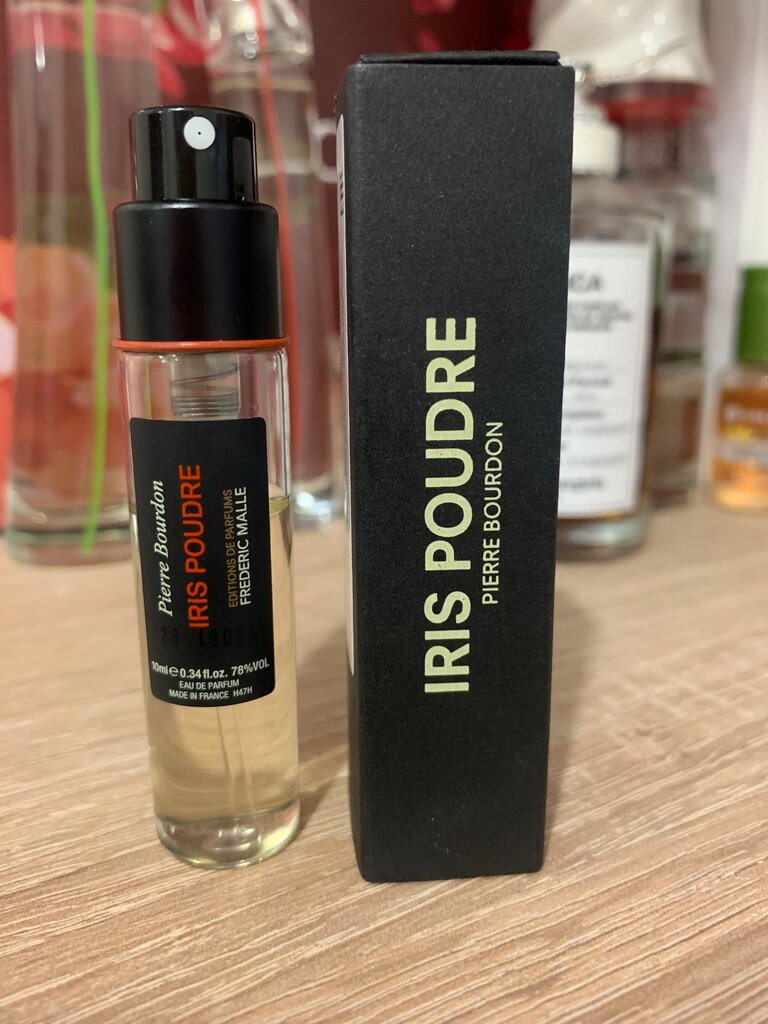 Pierre Bourdon
IRIS POUDRE
EDITIONS DE PARFUMS
FREDERIC MALLE
10ml e 0.34 fl.oz. 78%VOL
EAU DE PARFUM
MADE IN FRANCE H47H
IRIS POUDRE
PIERRE BOURDON